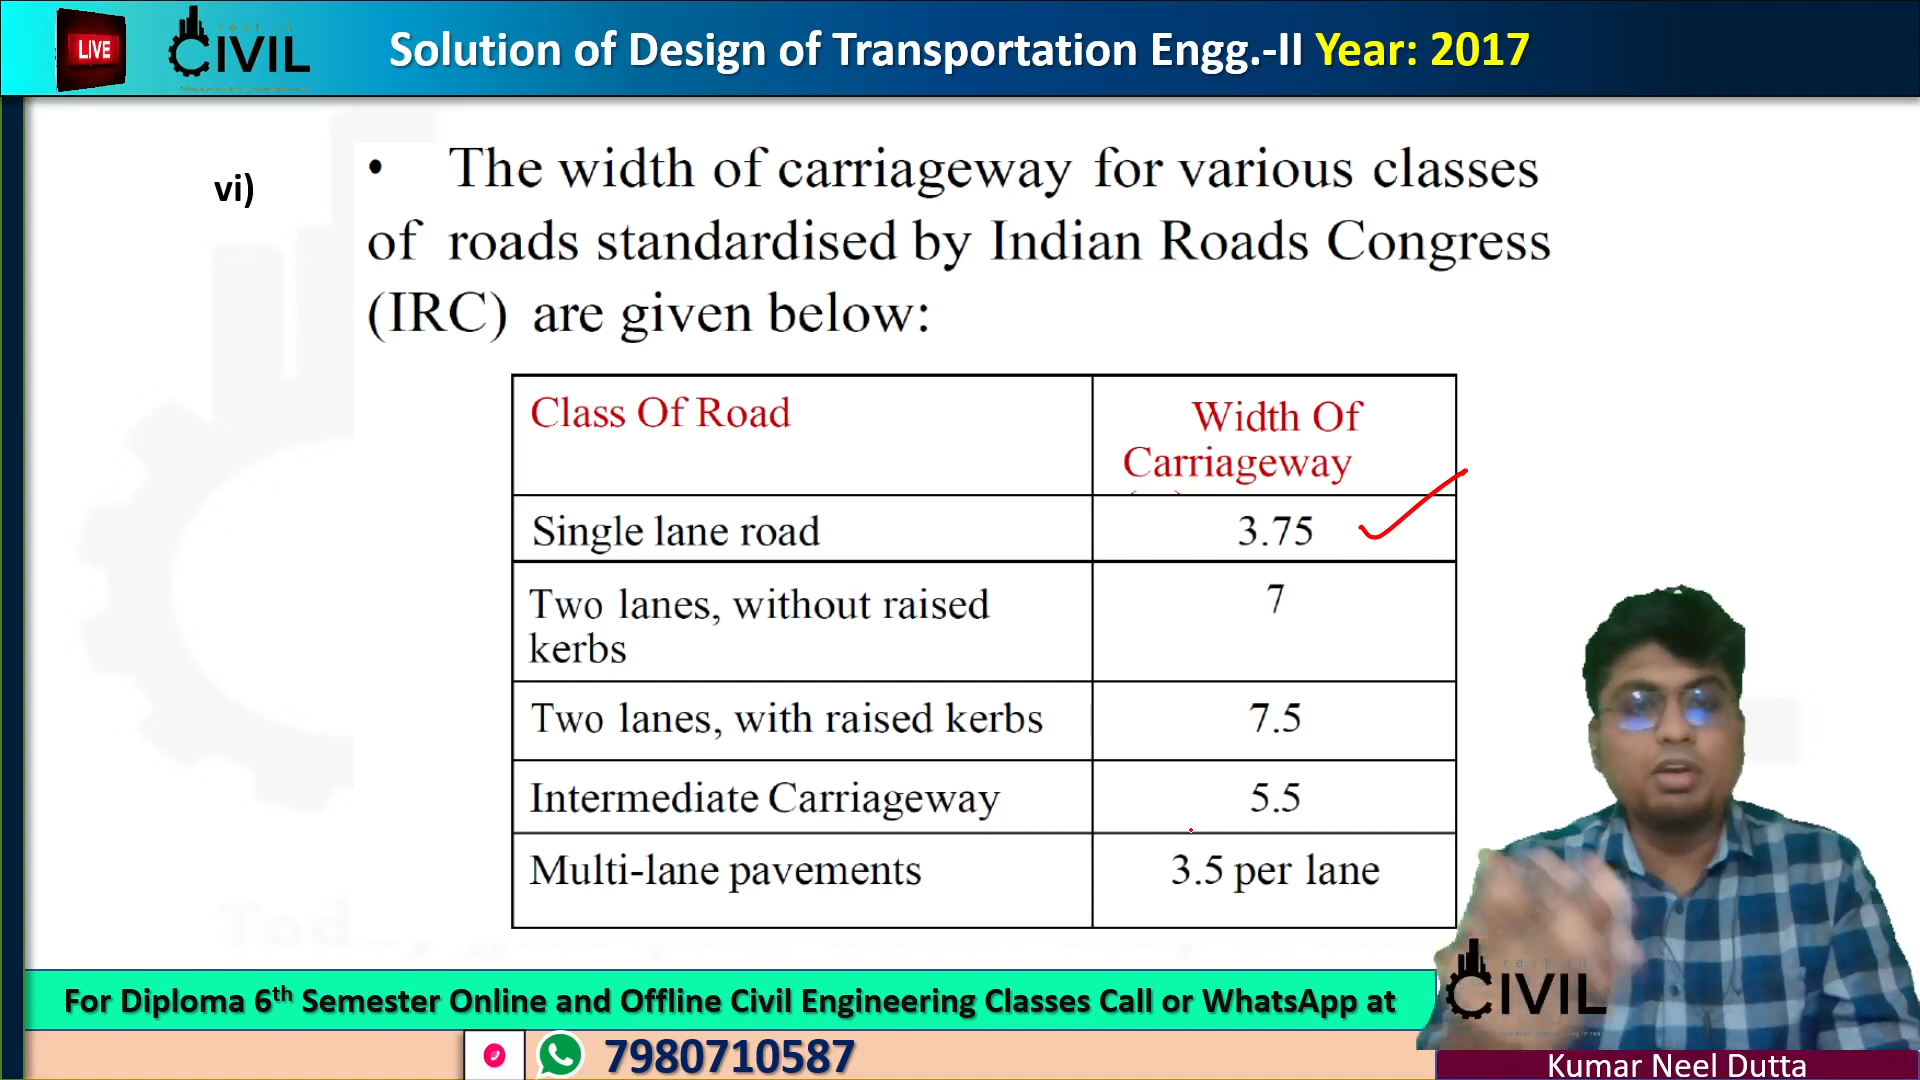 LIVE
rest in
CIVIL
Solution of Design of Transportation Engg.-II Year: 2017
vi)
• The width of carriageway for various classes
of roads standardised by Indian Roads Congress
(IRC) are given below:
Class Of Road
Width Of
Carriageway
Single lane road
3.75
Two lanes, without raised
kerbs
7
Two lanes, with raised kerbs
7.5
Intermediate Carriageway
5.5
Multi-lane pavements
3.5 per lane
For Diploma 6th Semester Online and Offline Civil Engineering Classes Call or WhatsApp at
7980710587
rest in
CIVIL
Kumar Neel Dutta